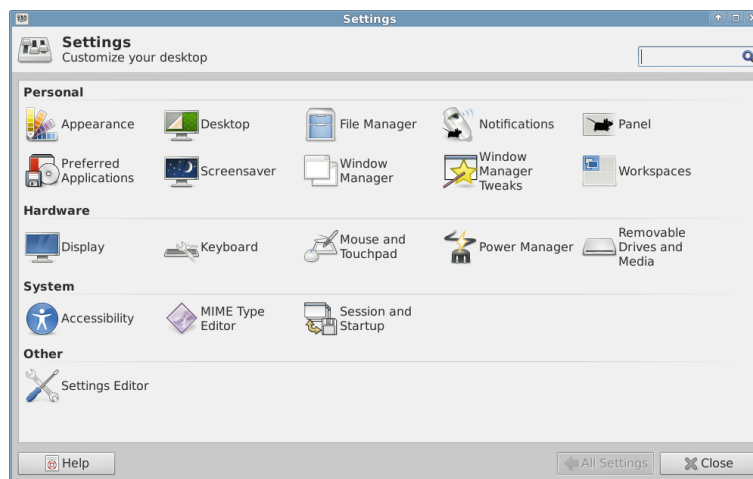 Settings
Settings
Customize your desktop
Personal
Appearance
Desktop
File Manager
Notifications
Panel
Preferred
Applications
Screensaver
Window
Manager
Window
Manager
Tweaks
Workspaces
Hardware
Display
Keyboard
Mouse and
Touchpad
Power Manager
Removable
Drives and
Media
System
Accessibility
MIME Type
Editor
Session and
Startup
Other
Settings Editor
Help
All Settings
Close